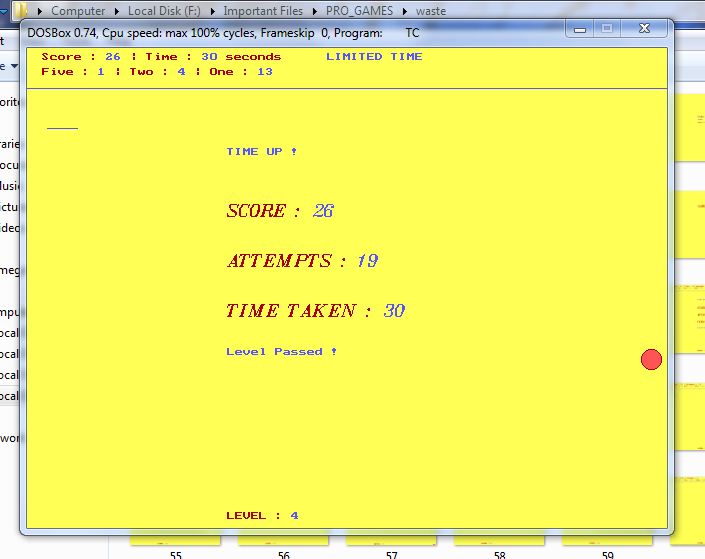 Computer Local Disk (F:) Important Files PRO_GAMES waste
DOSBox 0.74, Cpu speed: max 100% cycles, Frameskip 0, Program: TC
Score : 26 ¦ Time : 30 seconds LIMITED TIME
Five : 1 ¦ Two : 4 ¦ One : 13
TIME UP !
SCORE : 26
ATTEMPTS : 19
TIME TAKEN : 30
Level Passed !
LEVEL : 4
55 56 57 58 59